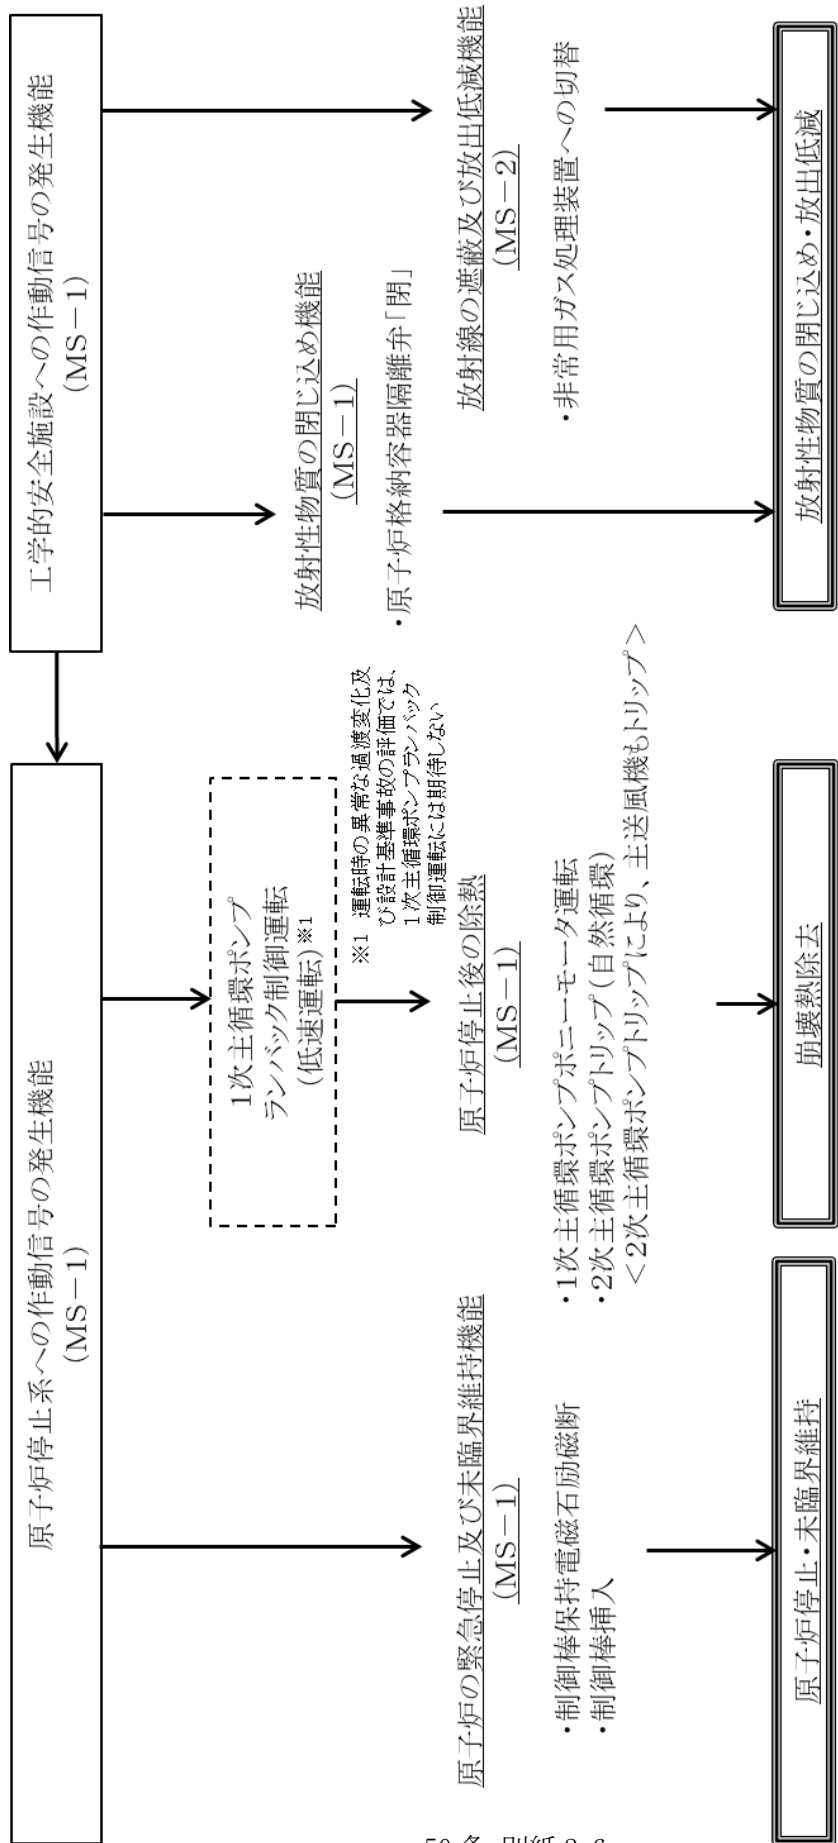 原子炉停止系への作動信号の発生機能
(MS－1)
工学的安全施設への作動信号の発生機能
(MS－1)
1次主循環ポンプ
ランバック制御運転
(低速運転)※1
※1 運転時の異常な過渡変化及
び設計基準事故の評価では、
1次主循環ポンプランバック
制御運転には期待しない
放射性物質の閉じ込め機能
(MS－1)
・原子炉格納容器隔離弁「閉」
原子炉の緊急停止及び未臨界維持機能
(MS－1)
・制御棒保持電磁石励磁断
・制御棒挿入
原子炉停止後の除熱
(MS－1)
・1次主循環ポンプポニーモータ運転
・2次主循環ポンプトリップ(自然循環)
＜2次主循環ポンプトリップにより、主送風機もトリップ＞
放射線の遮蔽及び放出低減機能
(MS－2)
・非常用ガス処理装置への切替
原子炉停止・未臨界維持
崩壊熱除去
放射性物質の閉じ込め・放出低減